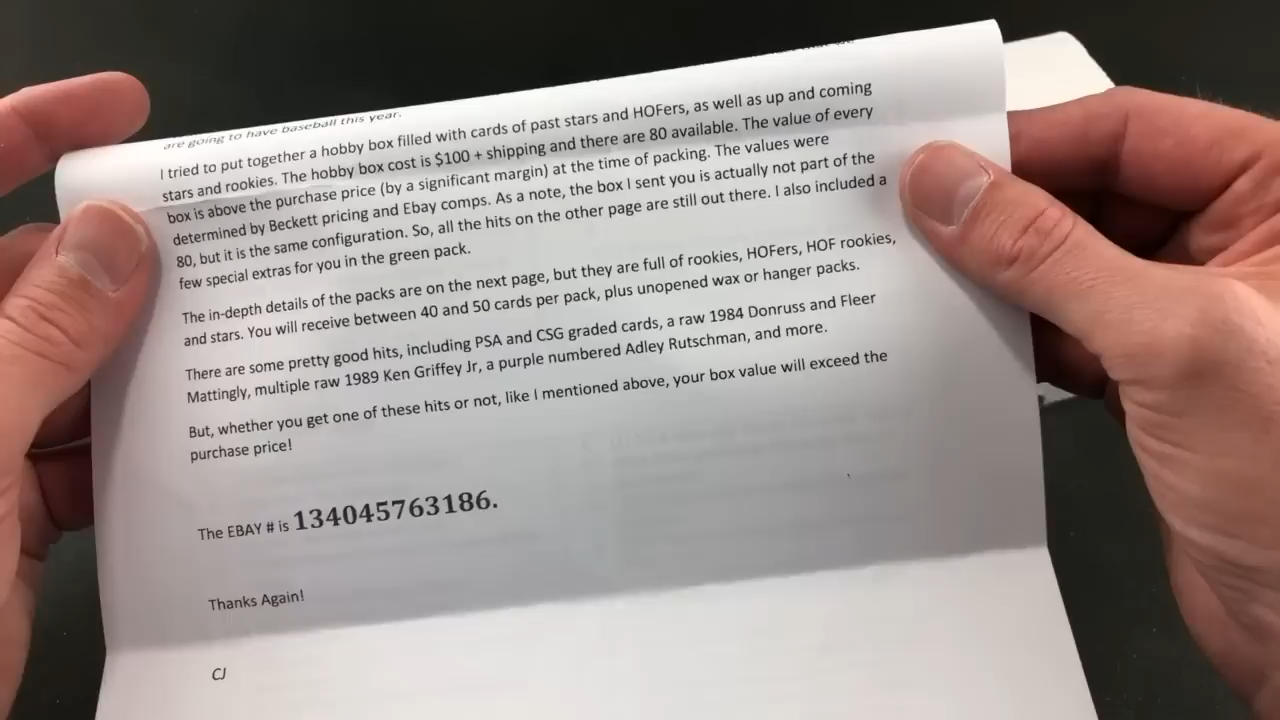 are going to have baseball this year.
I tried to put together a hobby box filled with cards of past stars and HOFers, as well as up and coming
stars and rookies. The hobby box cost is $100 + shipping and there are 80 available. The value of every
box is above the purchase price (by a significant margin) at the time of packing. The values were
determined by Beckett pricing and Ebay comps. As a note, the box I sent you is actually not part of the
80, but it is the same configuration. So, all the hits on the other page are still out there. I also included a
few special extras for you in the green pack.
The in-depth details of the packs are on the next page, but they are full of rookies, HOFers, HOF rookies,
and stars. You will receive between 40 and 50 cards per pack, plus unopened wax or hanger packs.
There are some pretty good hits, including PSA and CSG graded cards, a raw 1984 Donruss and Fleer
Mattingly, multiple raw 1989 Ken Griffey Jr, a purple numbered Adley Rutschman, and more.
But, whether you get one of these hits or not, like I mentioned above, your box value will exceed the
purchase price!
The EBAY # is 134045763186.
Thanks Again!
CJ